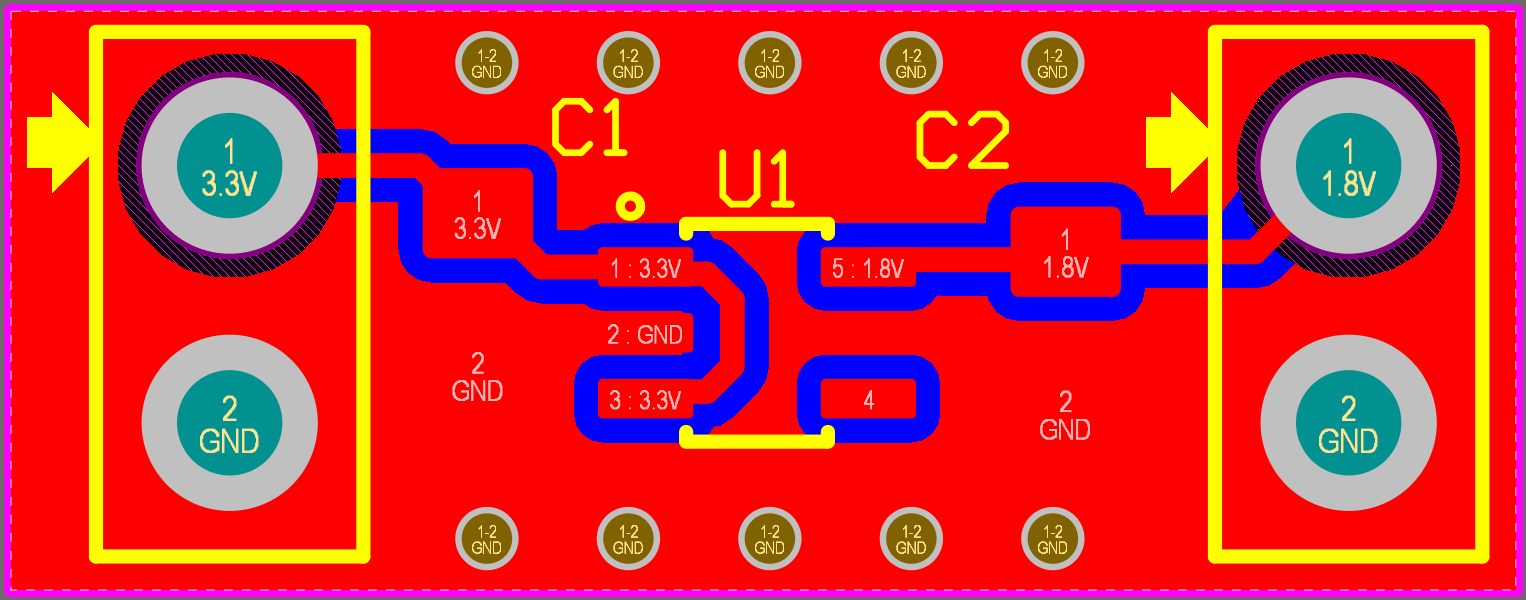 1-2
GND
1-2
GND
1-2
GND
1-2
GND
1-2
GND
C1
C2
U1
1
3.3V
1
3.3V
1 : 3.3V
2 : GND
3 : 3.3V
5 : 1.8V
4
1
1.8V
1
1.8V
2
GND
2
GND
2
GND
2
GND
1-2
GND
1-2
GND
1-2
GND
1-2
GND
1-2
GND